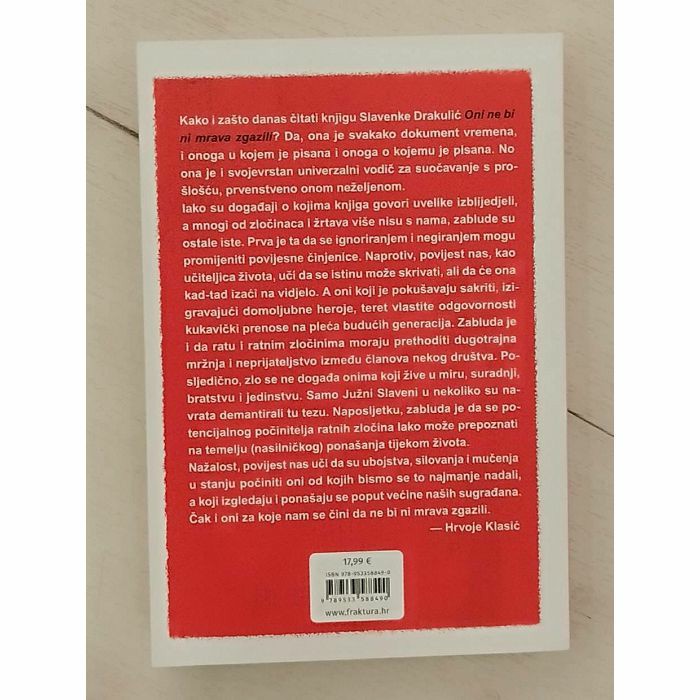 Kako i zašto danas čitati knjigu Slavenke Drakulić Oni ne bi
ni mrava zgazili? Da, ona je svakako dokument vremena,
i onoga u kojem je pisana i onoga o kojemu je pisana. No
ona je i svojevrstan univerzalni vodič za suočavanje s pro-
šlošću, prvenstveno onom neželjenom.
Iako su događaji o kojima knjiga govori uvelike izblijedjeli,
a mnogi od zločinaca i žrtava više nisu s nama, zablude su
ostale iste. Prva je ta da se ignoriranjem i negiranjem mogu
promijeniti povijesne činjenice. Naprotiv, povijest nas, kao
učiteljica života, uči da se istinu može skrivati, ali da će ona
kad-tad izaći na vidjelo. A oni koji je pokušavaju sakriti, izi-
gravajući domoljubne heroje, teret vlastite odgovornosti
kukavički prenose na pleća budućih generacija. Zabluda je
i da ratu i ratnim zločinima moraju prethoditi dugotrajna
mržnja i neprijateljstvo između članova nekog društva. Po-
sljedično, zlo se ne događa onima koji žive u miru, suradnji,
bratstvu i jedinstvu. Samo Južni Slaveni u nekoliko su na-
vrata demantirali tu tezu. Naposljetku, zabluda je da se po-
tencijalnog počinitelja ratnih zločina lako može prepoznati
na temelju (nasilničkog) ponašanja tijekom života.
Nažalost, povijest nas uči da su ubojstva, silovanja i mučenja
u stanju počiniti oni od kojih bismo se to najmanje nadali,
a koji izgledaju i ponašaju se poput većine naših sugrađana.
Čak i oni za koje nam se čini da ne bi ni mrava zgazili.
— Hrvoje Klasić
17,99 €
ISBN 978-953358849-0
9 789533 588490
www.fraktura.hr